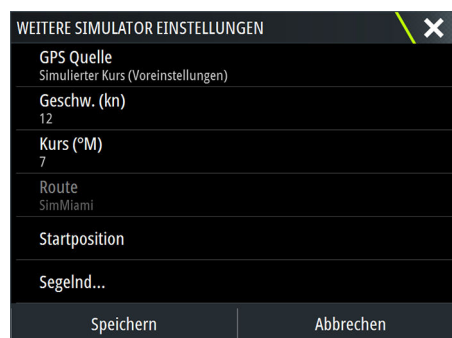 WEITERE SIMULATOR EINSTELLUNGEN
GPS Quelle
Simulierter Kurs (Voreinstellungen)
Geschw. (kn)
12
Kurs (°M)
7
Route
SimMiami
Startposition
Segelnd...
Speichern
Abbrechen